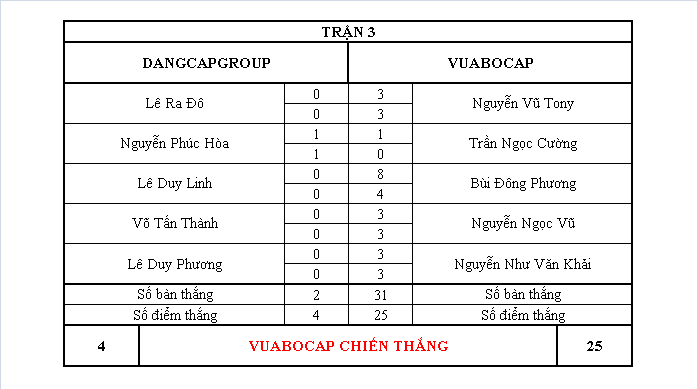 TRẬN 3
DANGCAPGROUP VUABOCAP
Lê Ra Đô 0 3 Nguyễn Vũ Tony
0 3
Nguyễn Phúc Hòa 1 1 Trần Ngọc Cường
1 0
Lê Duy Linh 0 8 Bùi Đông Phương
0 4
Võ Tấn Thành 0 3 Nguyễn Ngọc Vũ
0 3
Lê Duy Phương 0 3 Nguyễn Như Văn Khải
0 3
Số bàn thắng 2 31 Số bàn thắng
Số điểm thắng 4 25 Số điểm thắng
4 VUABOCAP CHIẾN THẮNG 25